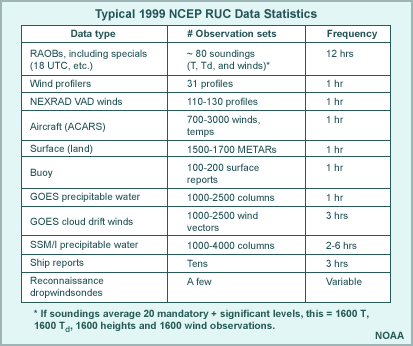 Typical 1999 NCEP RUC Data Statistics
Data type # Observation sets Frequency
RAOBs, including specials ~ 80 soundings 12 hrs
(18 UTC, etc.) (T, Td, and winds)*
Wind profilers 31 profiles 1 hr
NEXRAD VAD winds 110-130 profiles 1 hr
Aircraft (ACARS) 700-3000 winds, 1 hr
temps
Surface (land) 1500-1700 METARs 1 hr
Buoy 100-200 surface 1 hr
reports
GOES precipitable water 1000-2500 columns 1 hr
GOES cloud drift winds 1000-2500 wind 3 hrs
vectors
SSM/I precipitable water 1000-4000 columns 2-6 hrs
Ship reports Tens 3 hrs
Reconnaissance A few Variable
dropwindsondes
* If soundings average 20 mandatory + significant levels, this = 1600 T,
1600 Td, 1600 heights and 1600 wind observations.
NOAA